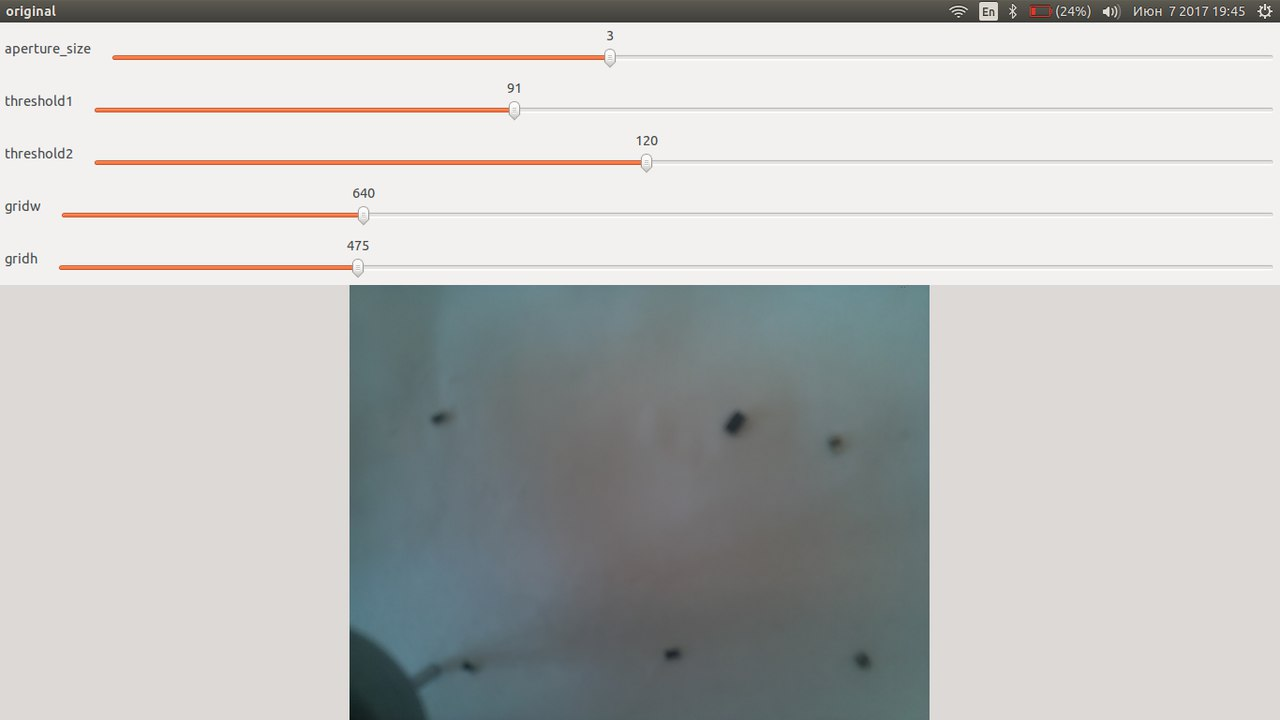 original En (24%) Июн 7 2017 19:45
3
aperture_size
91
threshold1
120
threshold2
640
gridw
475
gridh